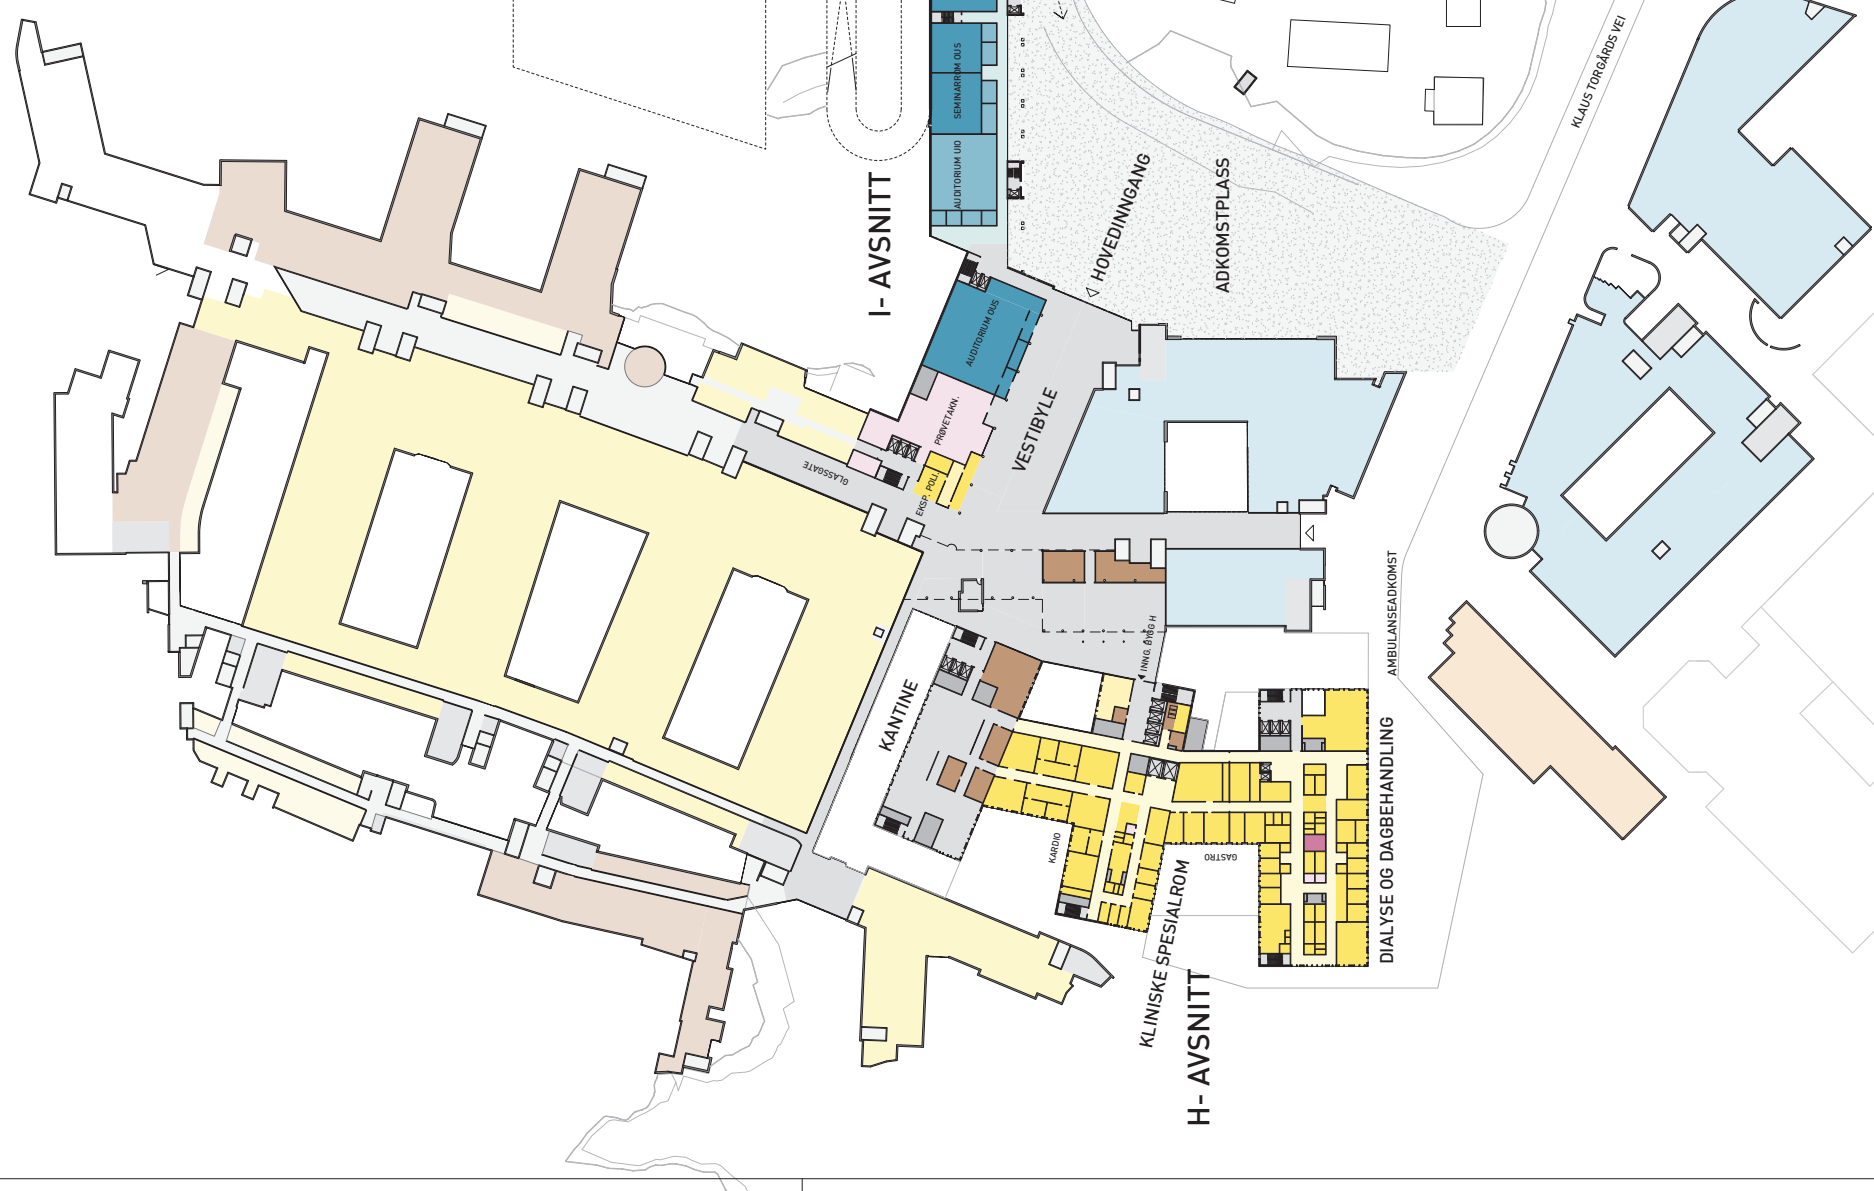 KLAUS TORGÅRDS VEI
SEMINARROM OUS
AUDITORIUM UIO
I- AVSNITT
HOVEDINNGANG
ADKOMSTPLASS
AUDITORIUM OUS
PRØVETAKN.
VESTIBYLE
GLASSGATE
EKSP. POLI.
AMBULANSEADKOMST
INNG. BYGG H
KANTINE
KARDIO
GASTRO
DIALYSE OG DAGBEHANDLING
KLINISKE SPESIALROM
H- AVSNITT